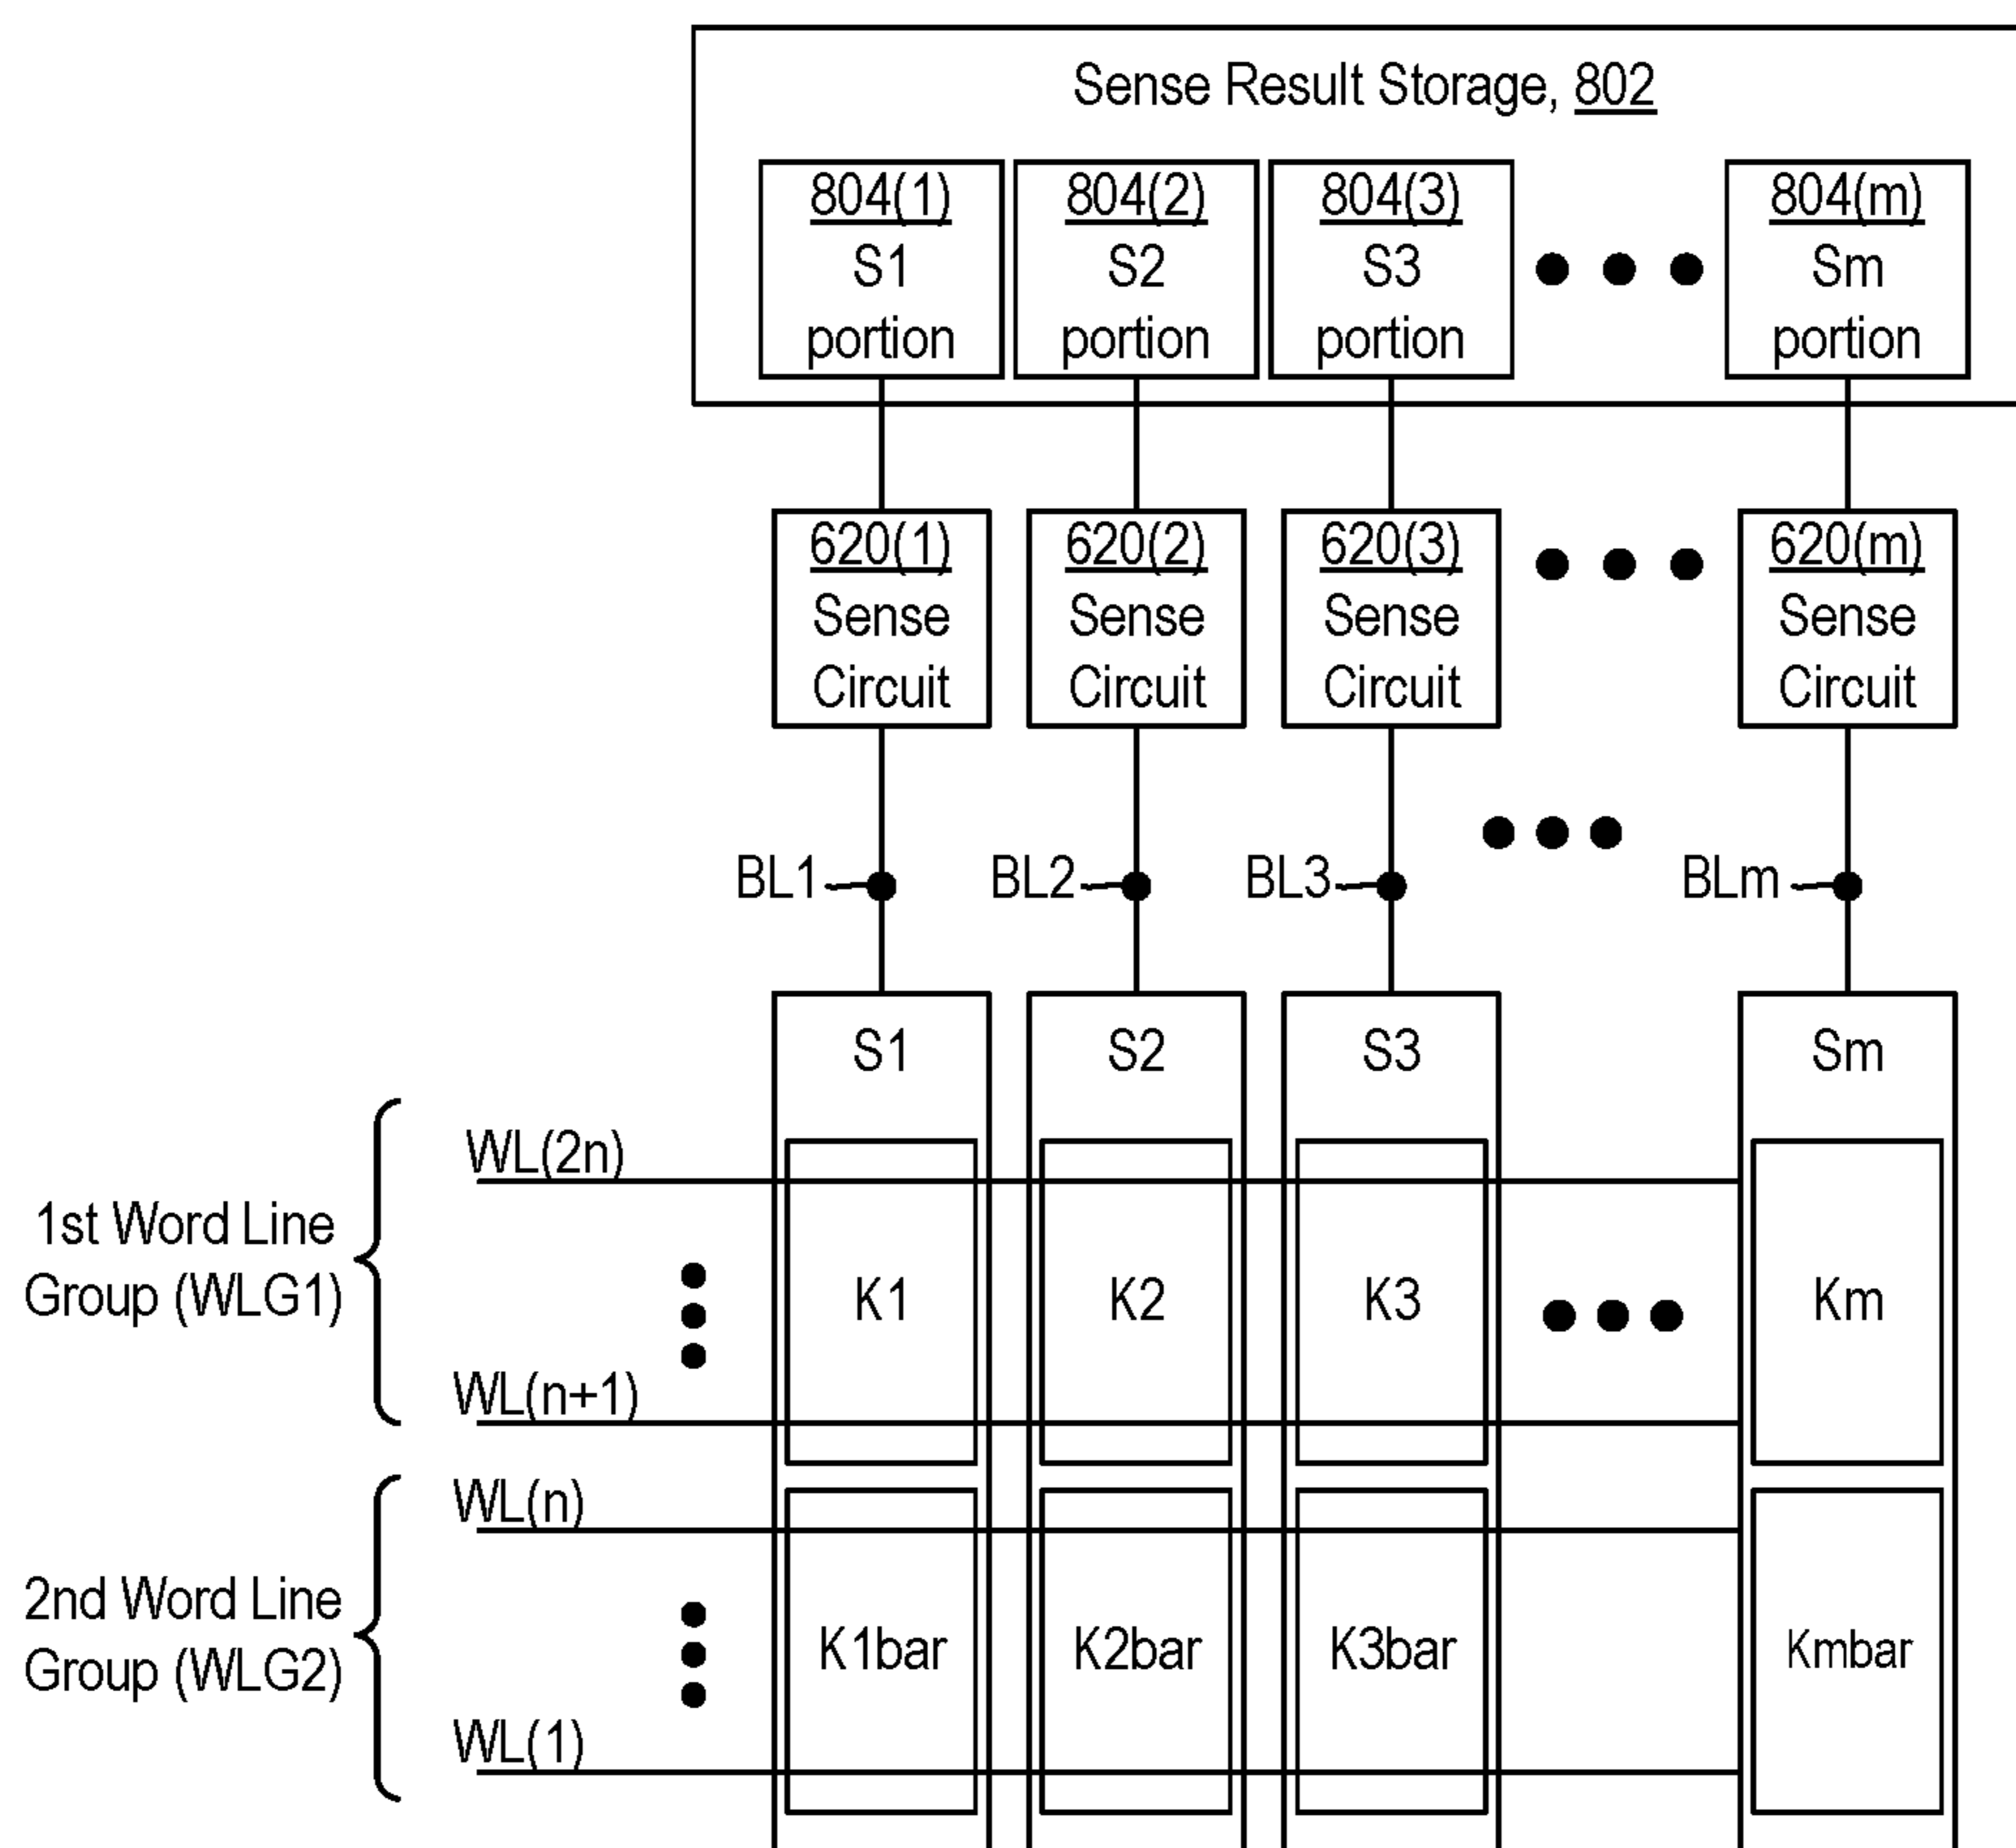 Sense Result Storage, 802
804(1)
S1
portion
804(2)
S2
portion
804(3)
S3
portion
804(m)
Sm
portion
620(1)
Sense
Circuit
620(2)
Sense
Circuit
620(3)
Sense
Circuit
620(m)
Sense
Circuit
BL1
BL2
BL3
BLm
S1
S2
S3
Sm
1st Word Line
Group (WLG1)
WL(2n)
WL(n+1)
K1
K2
K3
Km
2nd Word Line
Group (WLG2)
WL(n)
WL(1)
K1bar
K2bar
K3bar
Kmbar